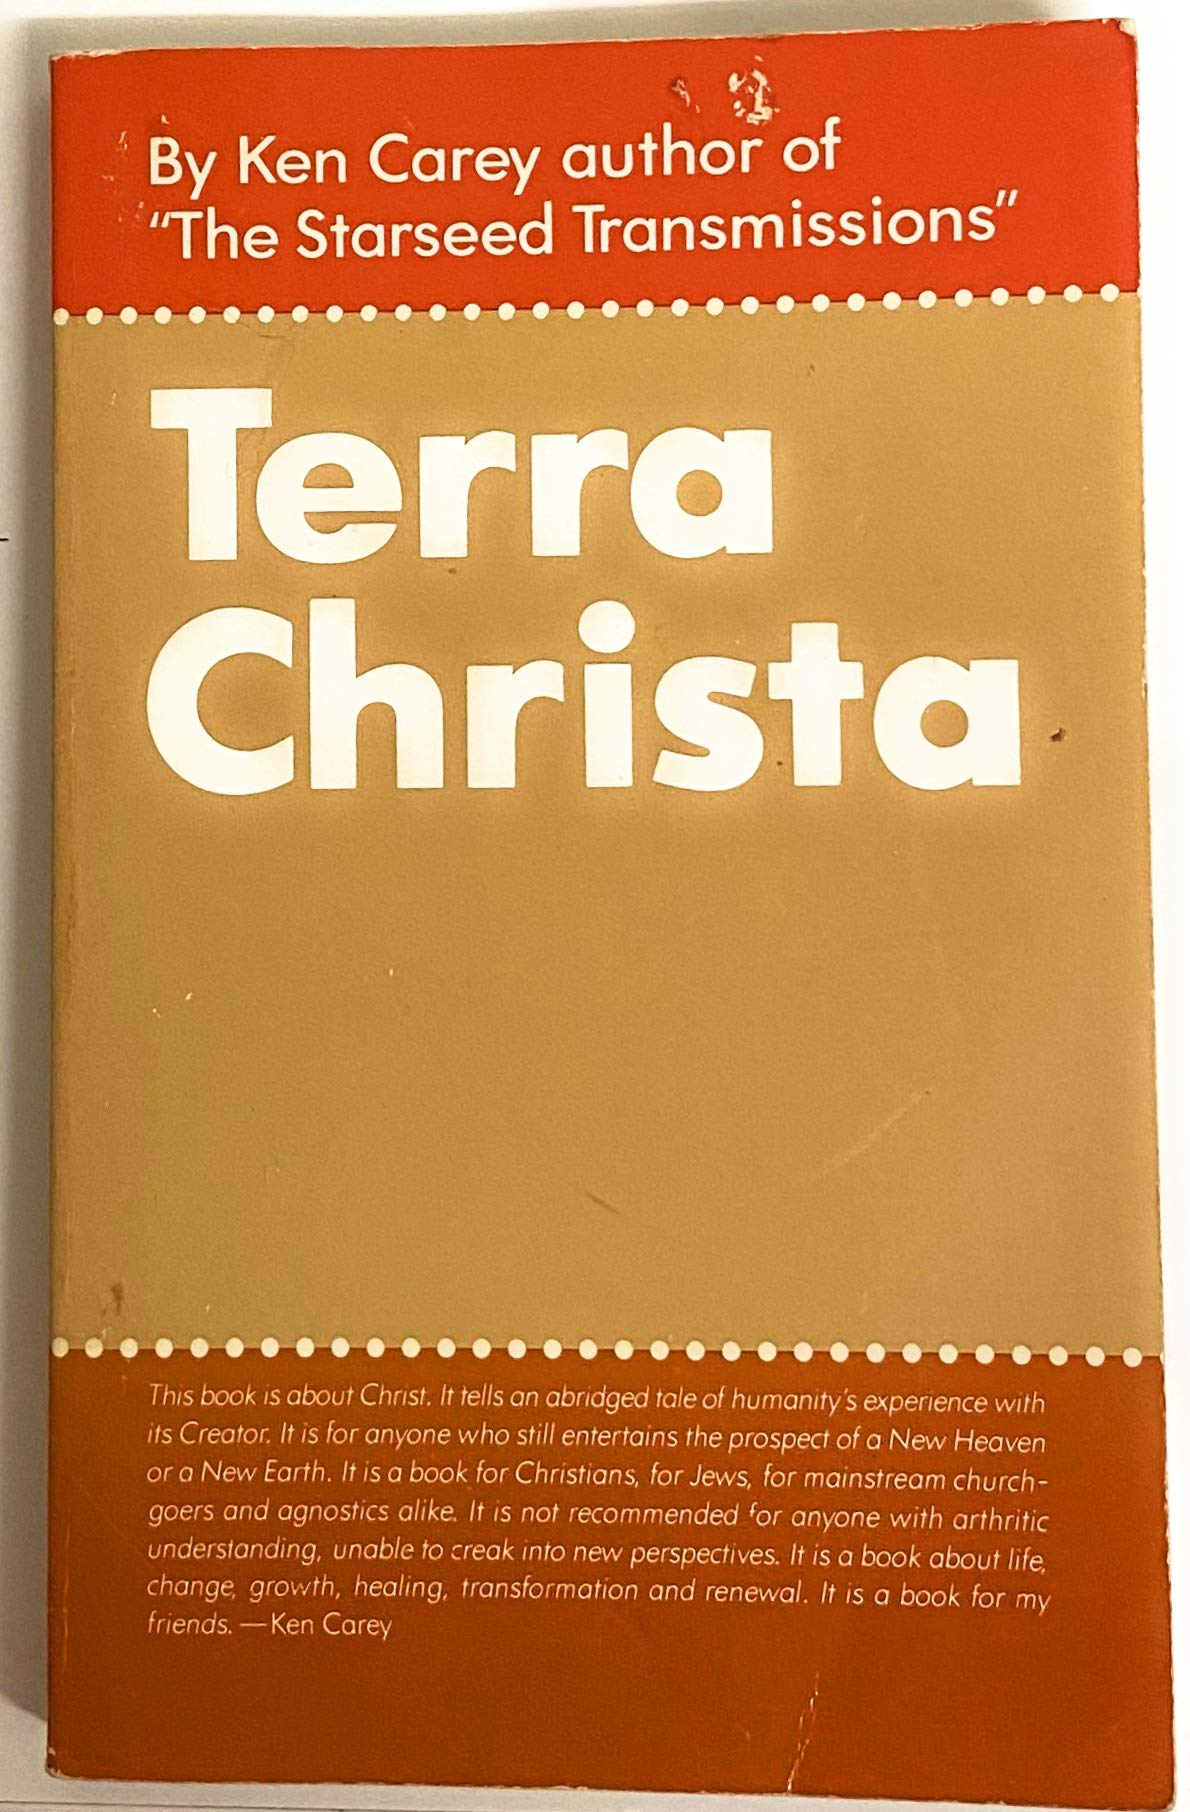 By Ken Carey author of
"The Starseed Transmissions"
Terra
Christa
This book is about Christ. It tells an abridged tale of humanity's experience with
its Creator. It is for anyone who still entertains the prospect of a New Heaven
or a New Earth. It is a book for Christians, for Jews, for mainstream church-
goers and agnostics alike. It is not recommended for anyone with arthritic
understanding, unable to creak into new perspectives. It is a book about life,
change, growth, healing, transformation and renewal. It is a book for my
friends. —Ken Carey